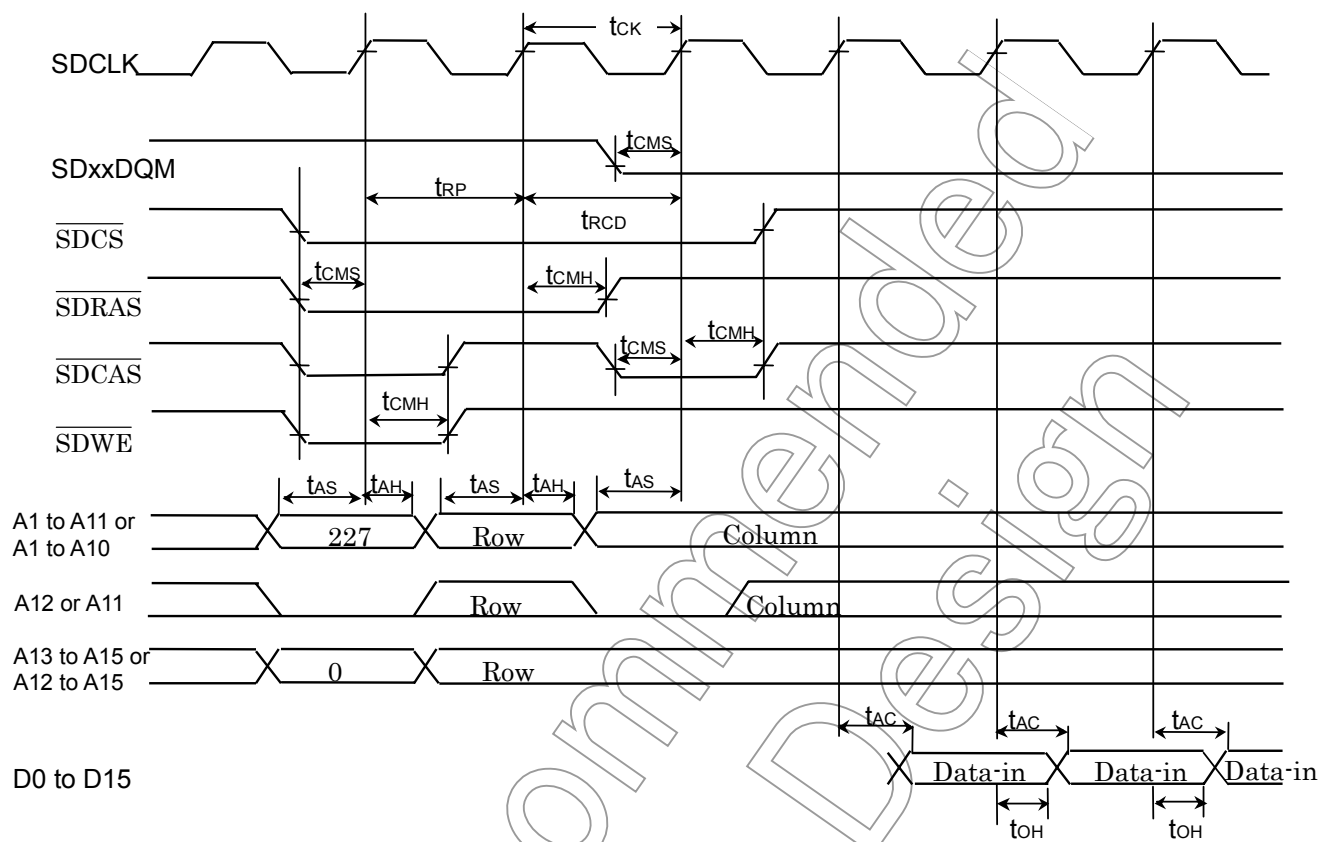 tCK
SDCLK
tCMS
SDxxDQM
tRP
tRCD
SDCS
tCMS
tCMH
SDRAS
tCMS
tCMH
SDCAS
tCMH
SDWE
tAS tAH tAS tAH tAS
A1 to A11 or
A1 to A10
227 Row Column
A12 or A11 Row Column
A13 to A15 or
A12 to A15
0 Row
tAC tAC tAC
D0 to D15 Data-in Data-in Data-in
tOH tOH
ommended
Design